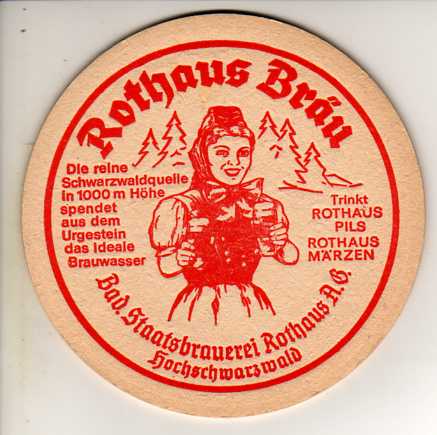 Rothaus Bräu
Die reine
Schwarzwaldquelle
in 1000 m Höhe
spendet
aus dem
Urgestein
das ideale
Brauwasser
Trinkt
ROTHAUS
PILS
ROTHAUS
MÄRZEN
Bad. Staatsbrauerei Rothaus A.G.
Hochschwarzwald